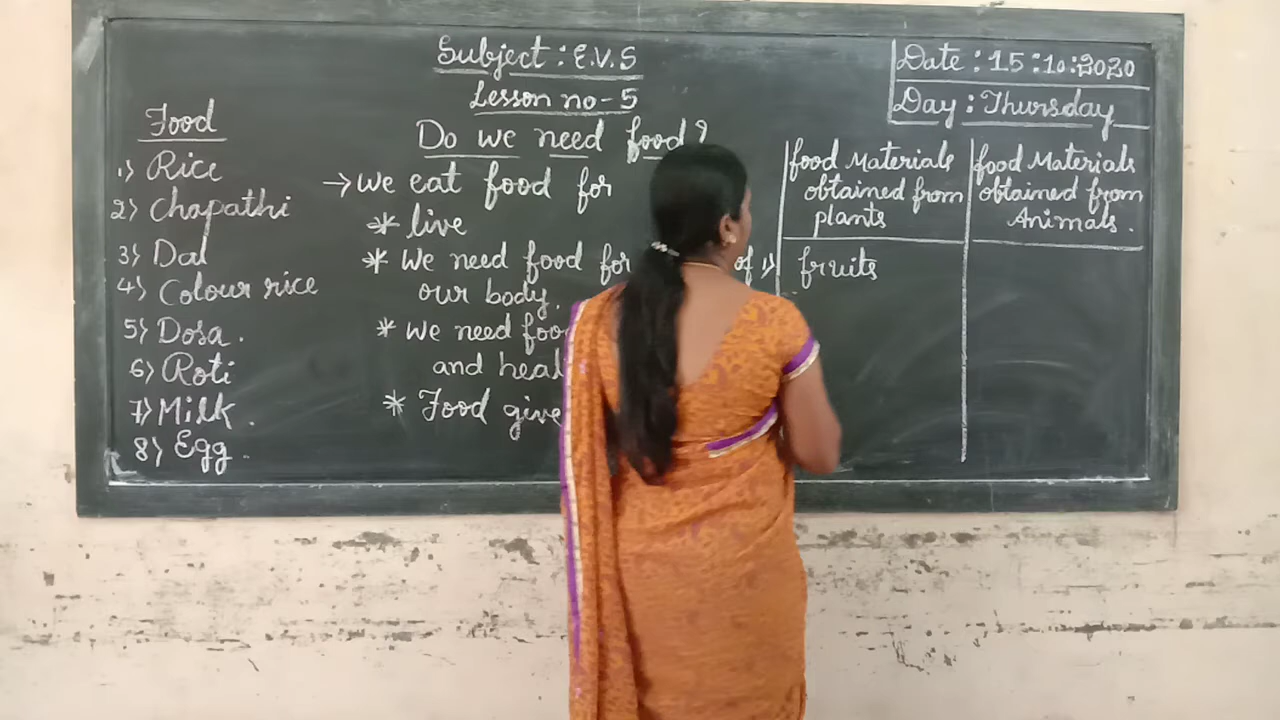 Subject : E.V.S
Lesson no - 5
Do we need food?
Date : 15:10:2020
Day : Thursday
Food
1) Rice
2) Chapathi
3) Dal
4) Colour rice
5) Dosa.
6) Roti
7) Milk.
8) Egg.
→ We eat food for
* live
* We need food for of
our body.
* We need
and
* Food
food Materials
obtained from
plants
1) fruits
food Materials
obtained from
Animals.